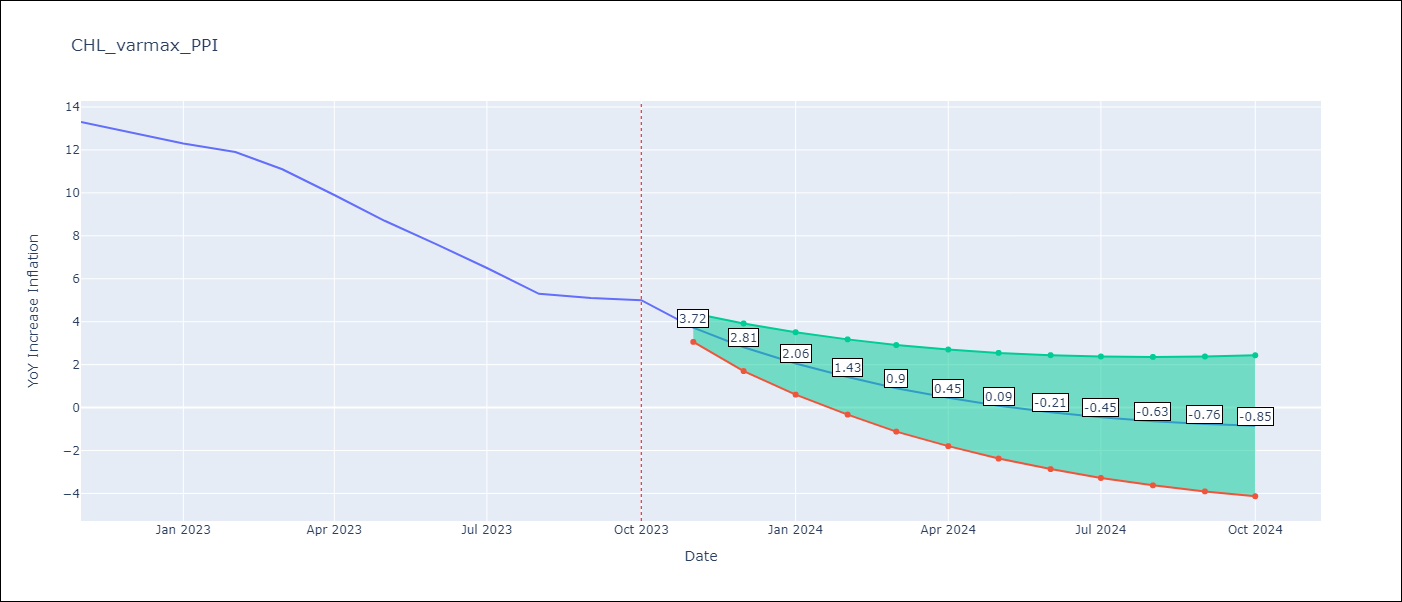 CHL_varmax_PPI
YoY Increase Inflation
14
12
10
8
6
4
2
0
−2
−4
3.72
2.81
2.06
1.43
0.9
0.45
0.09
-0.21
-0.45
-0.63
-0.76
-0.85
Jan 2023
Apr 2023
Jul 2023
Oct 2023
Jan 2024
Apr 2024
Jul 2024
Oct 2024
Date